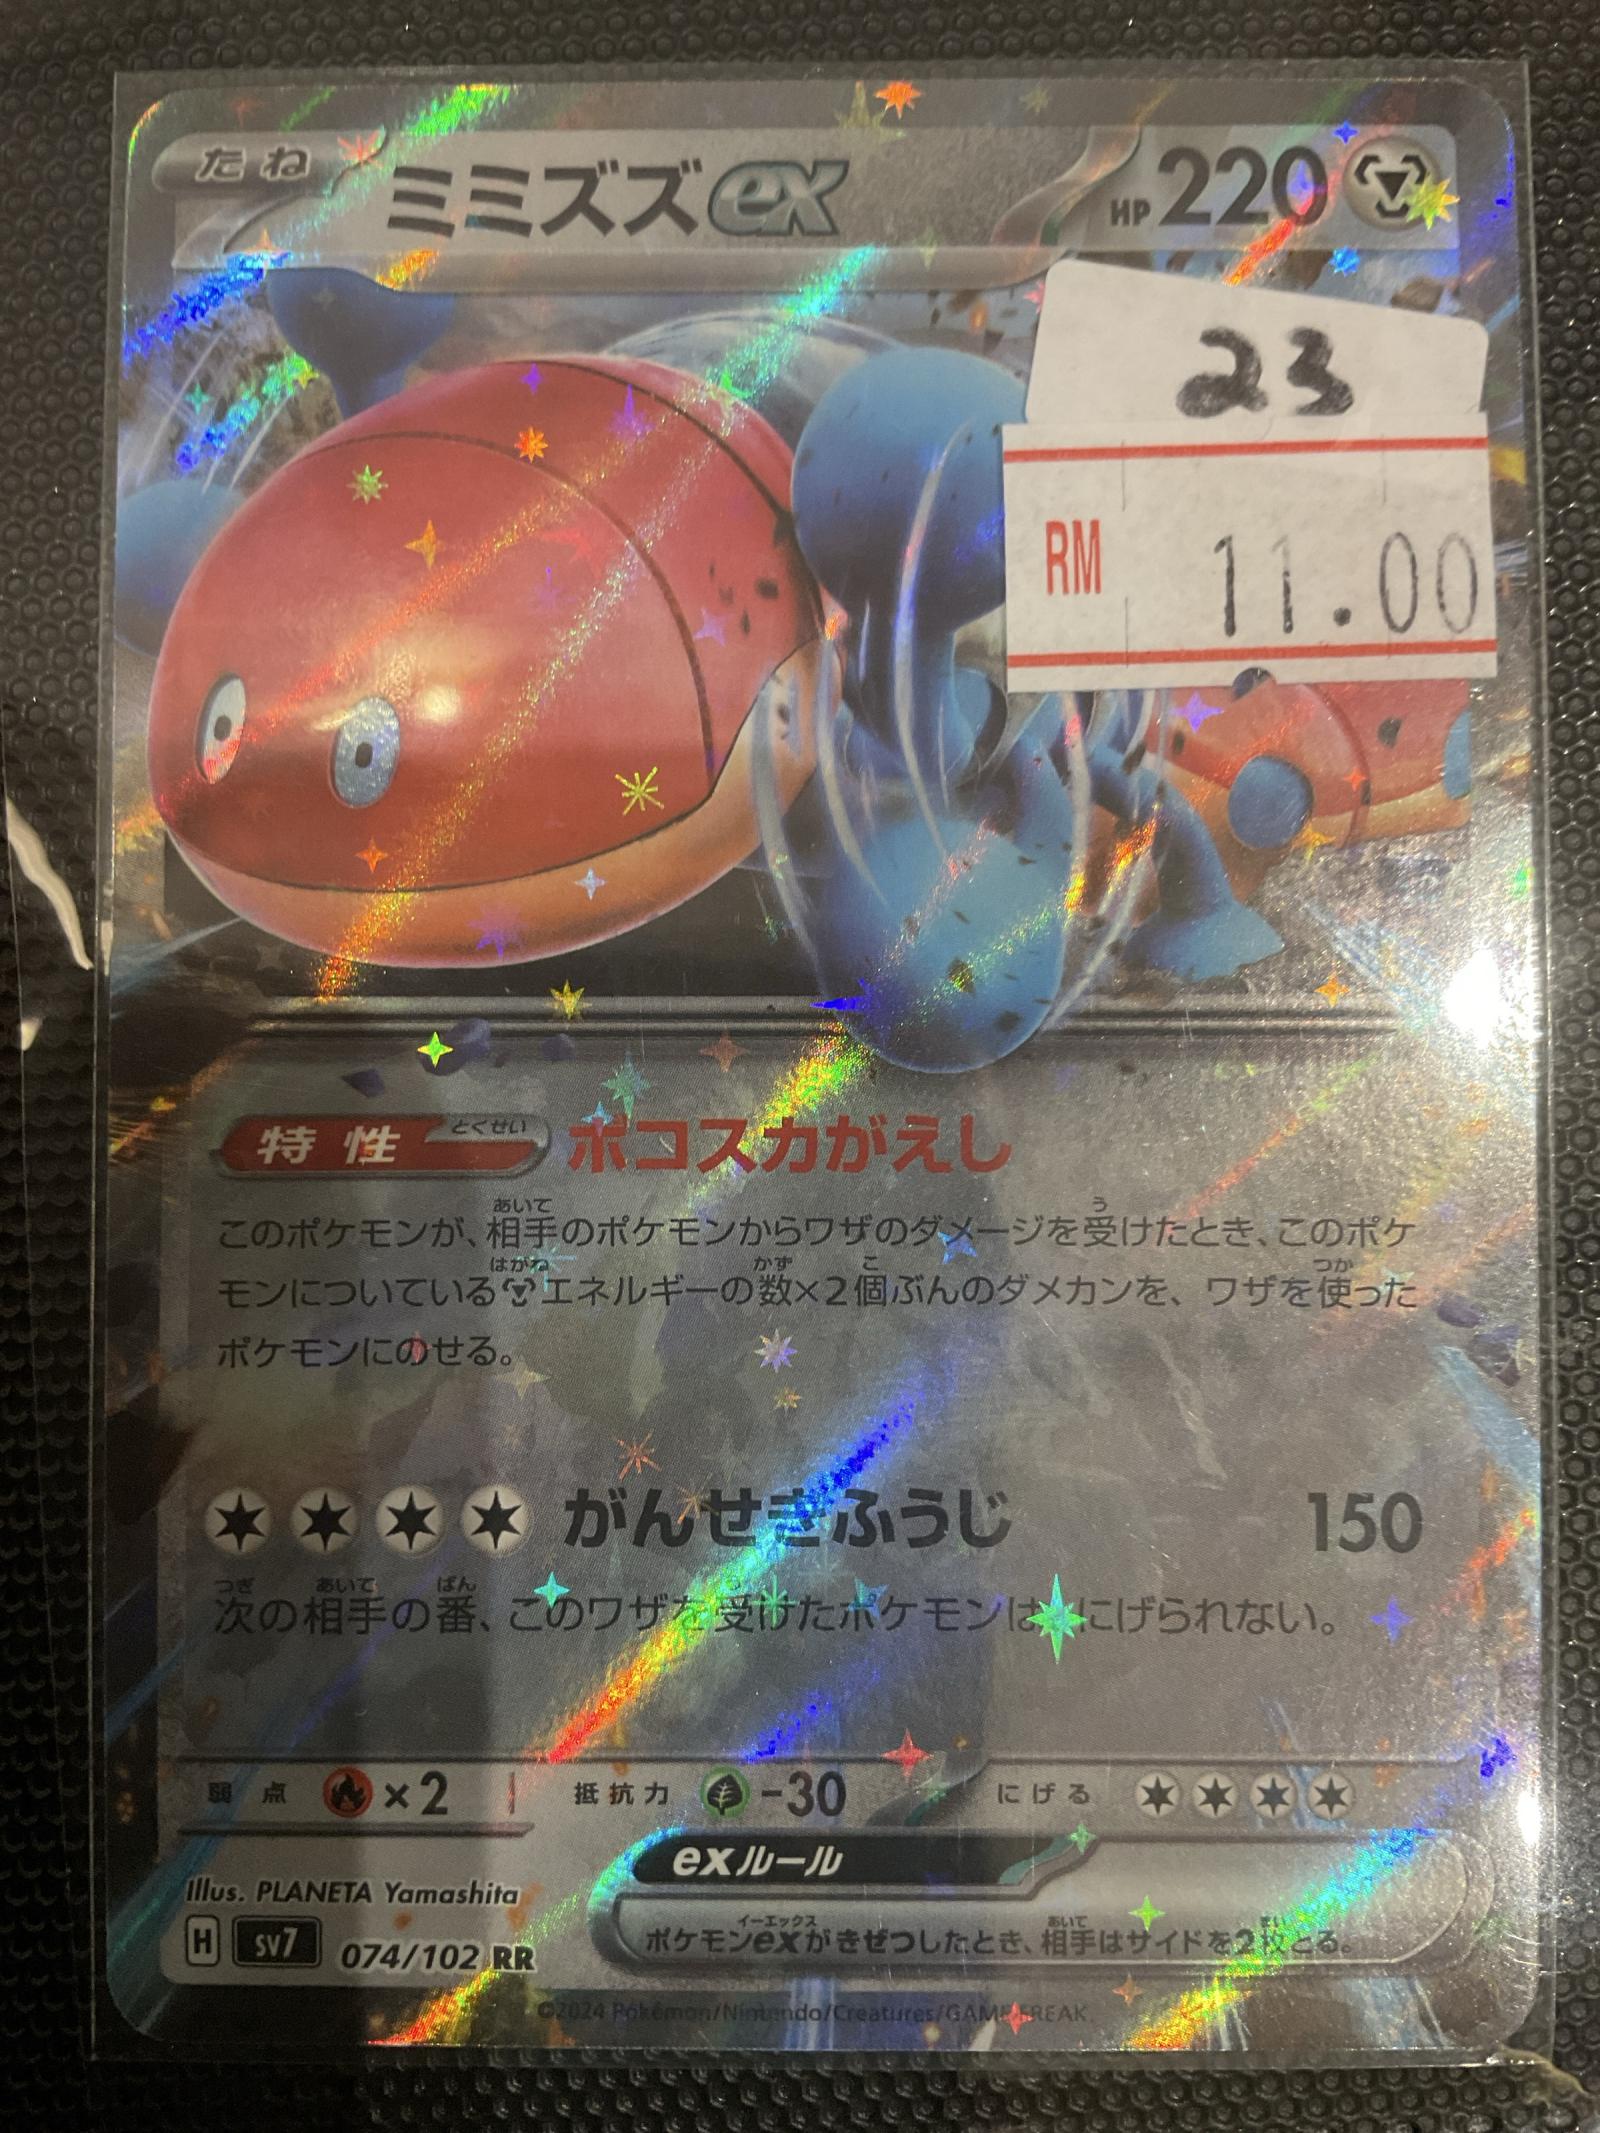 たね ミミズズex HP 220
23
RM 11.00
特性 とくせい ボコスカがえし
このポケモンが、相手のポケモンからワザのダメージを受けたとき、このポケ
モンについているエネルギーの数×2個ぶんのダメカンを、ワザを使った
ポケモンにのせる。
がんせきふうじ 150
次の相手の番、このワザを受けたポケモンは、にげられない。
弱点 ×2 抵抗力 -30 にげる
Illus. PLANETA Yamashita
exルール
H sv7 074/102 RR
ポケモンexがきぜつしたとき、相手はサイドを2枚とる。
©2024 Pokémon/Nintendo/Creatures/GAME FREAK.